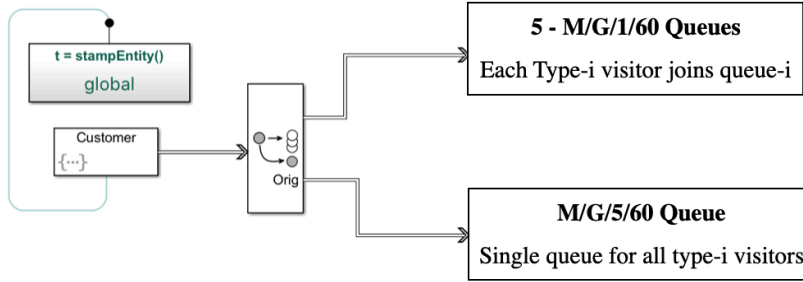 t = stampEntity()
global
Customer
{...}
Orig
5 - M/G/1/60 Queues
Each Type-i visitor joins queue-i
M/G/5/60 Queue
Single queue for all type-i visitors